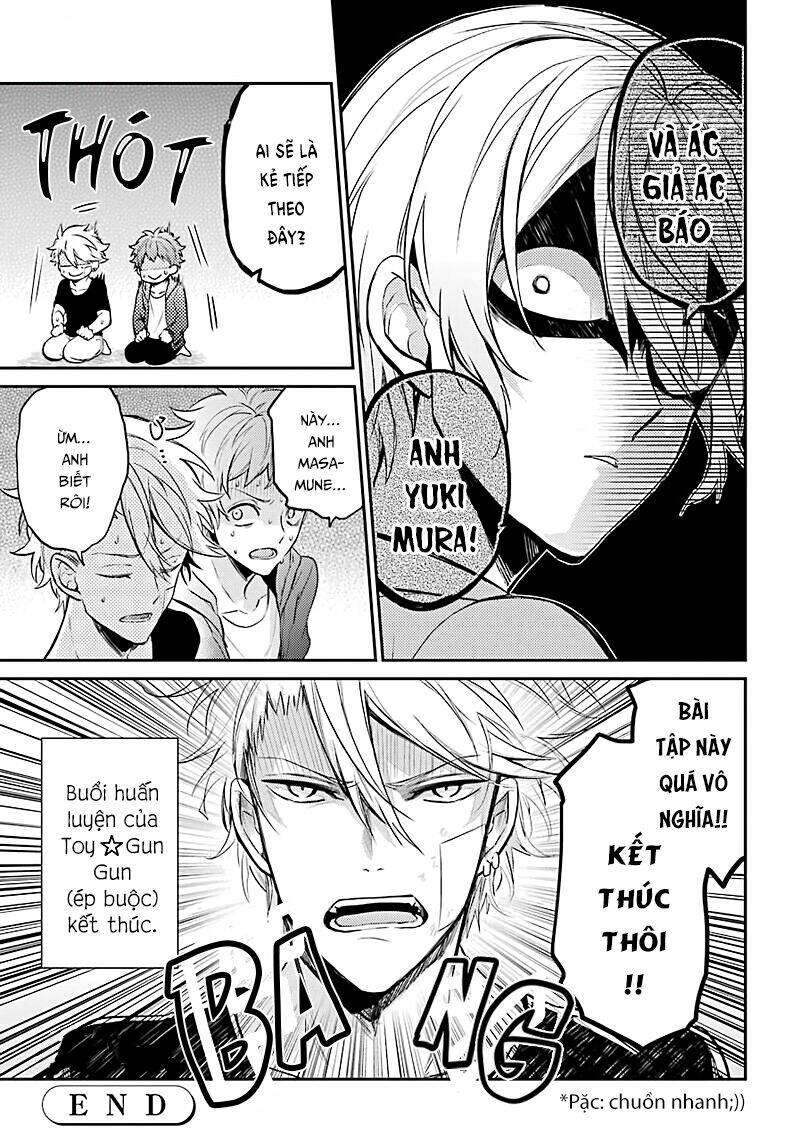 VÀ ÁC
GIẢ ÁC
BÁO
ANH
YUKI
MURA!
AI SẼ LÀ
KẺ TIẾP
THEO
ĐÂY?
THÓT
NÀY...
ANH
MASA-
MUNE...
ỪM...
ANH
BIẾT
RÔI!
BÀI
TẬP NÀY
QUÁ VÔ
NGHĨA!!
KẾT
THÚC
THÔI
!!
Buổi huấn
luyện của
Toy☆Gun
Gun
(ép buộc)
kết thúc.
BANG
END
*Pặc: chuồn nhanh;))